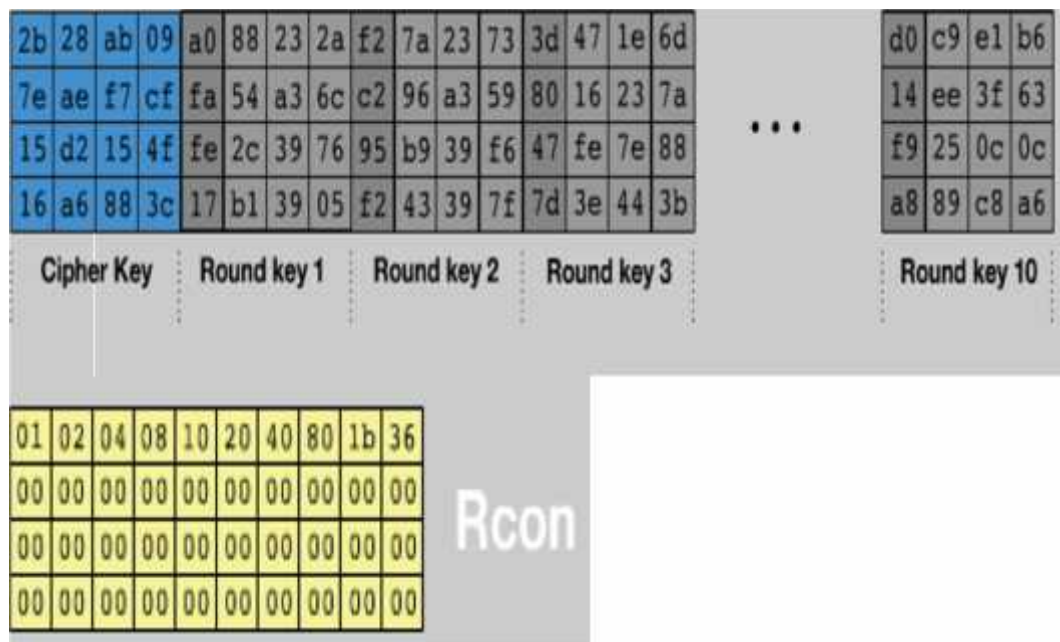 2b 28 ab 09 a0 88 23 2a f2 7a 23 73 3d 47 1e 6d d0 c9 e1 b6
7e ae f7 cf fa 54 a3 6c c2 96 a3 59 80 16 23 7a ... 14 ee 3f 63
15 d2 15 4f fe 2c 39 76 95 b9 39 f6 47 fe 7e 88 f9 25 0c 0c
16 a6 88 3c 17 b1 39 05 f2 43 39 7f 7d 3e 44 3b a8 89 c8 a6
Cipher Key Round key 1 Round key 2 Round key 3 Round key 10
01 02 04 08 10 20 40 80 1b 36
00 00 00 00 00 00 00 00 00 00
Rcon
00 00 00 00 00 00 00 00 00 00
00 00 00 00 00 00 00 00 00 00